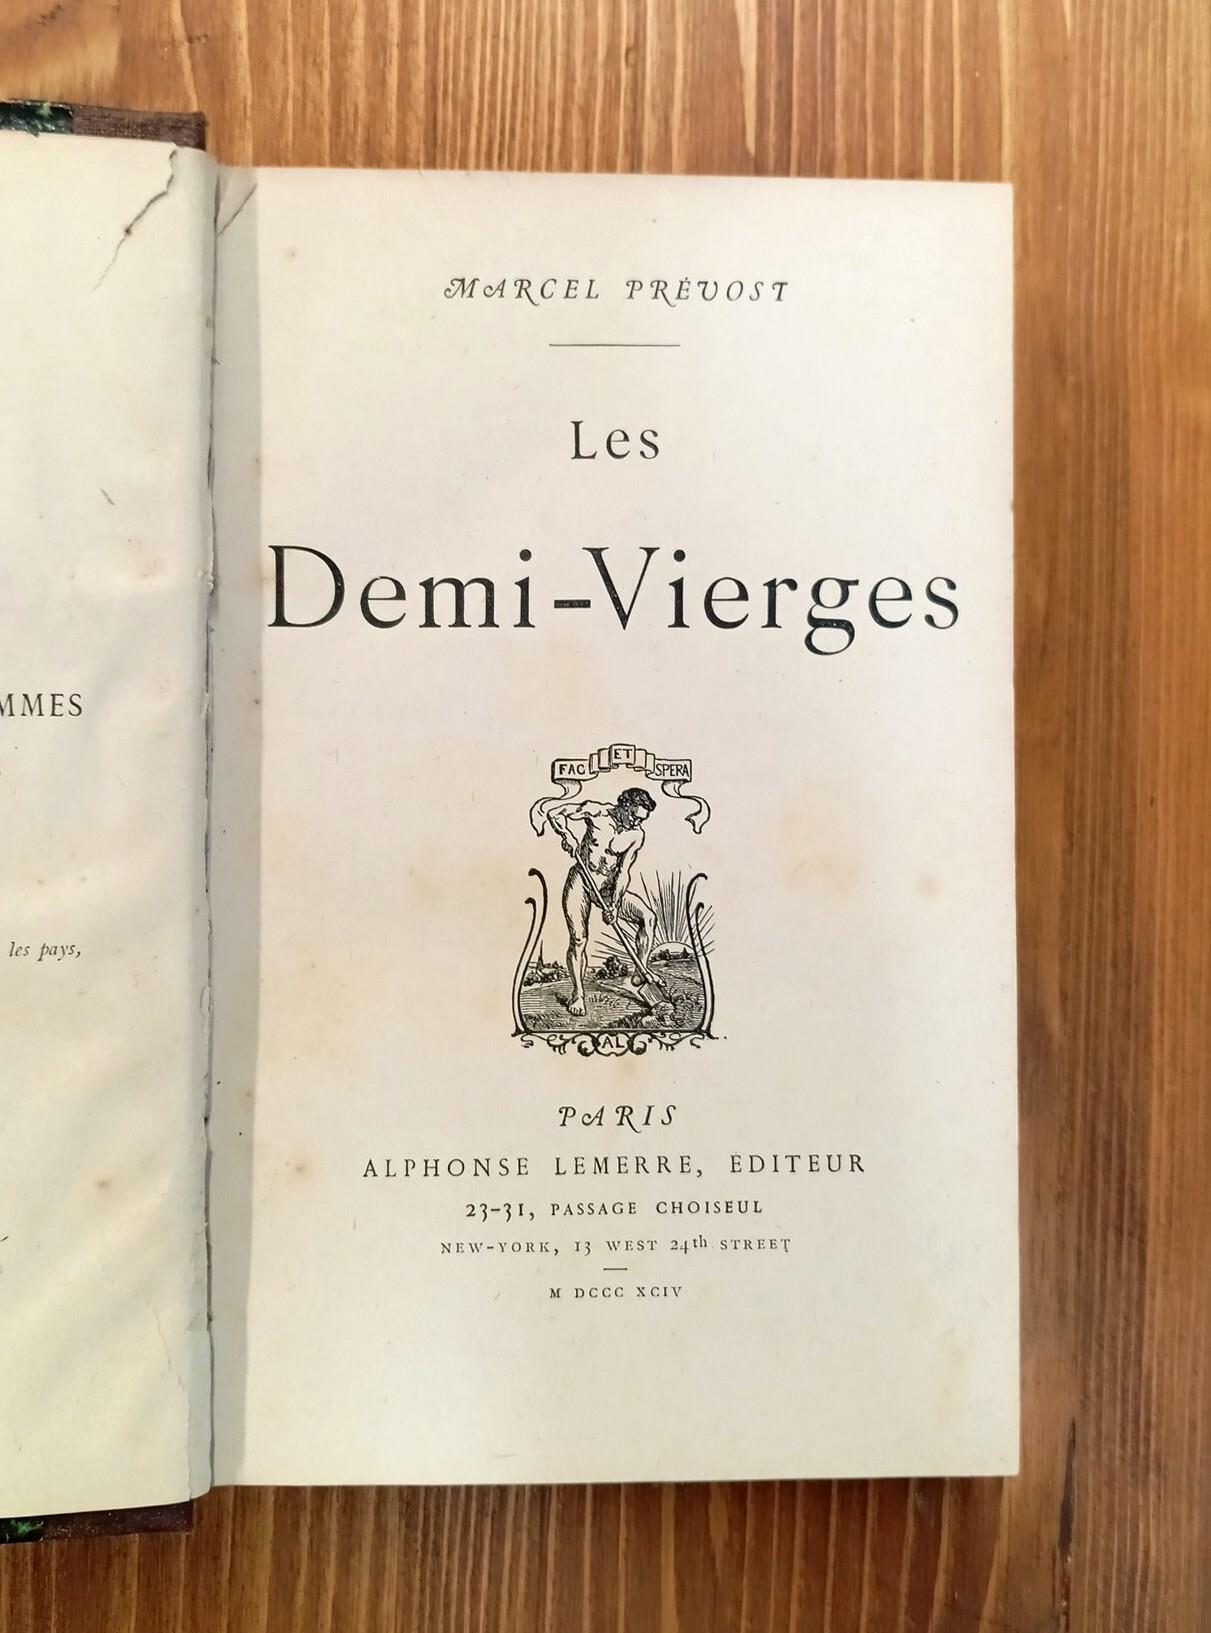 MMES
les pays,
MARCEL PRÉVOST
Les
Demi-Vierges
FAC ET SPERA
AL
PARIS
ALPHONSE LEMERRE, ÉDITEUR
23-31, PASSAGE CHOISEUL
NEW-YORK, 13 WEST 24th STREET
M DCCC XCIV